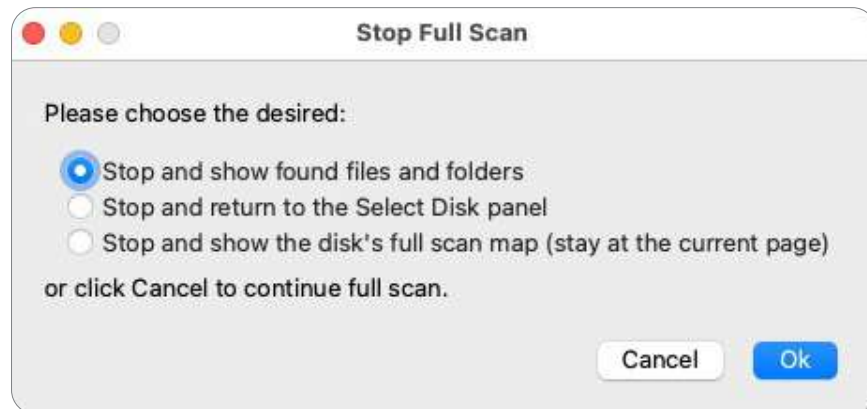 Stop Full Scan
Please choose the desired:
Stop and show found files and folders
Stop and return to the Select Disk panel
Stop and show the disk's full scan map (stay at the current page)
or click Cancel to continue full scan.
Cancel
Ok